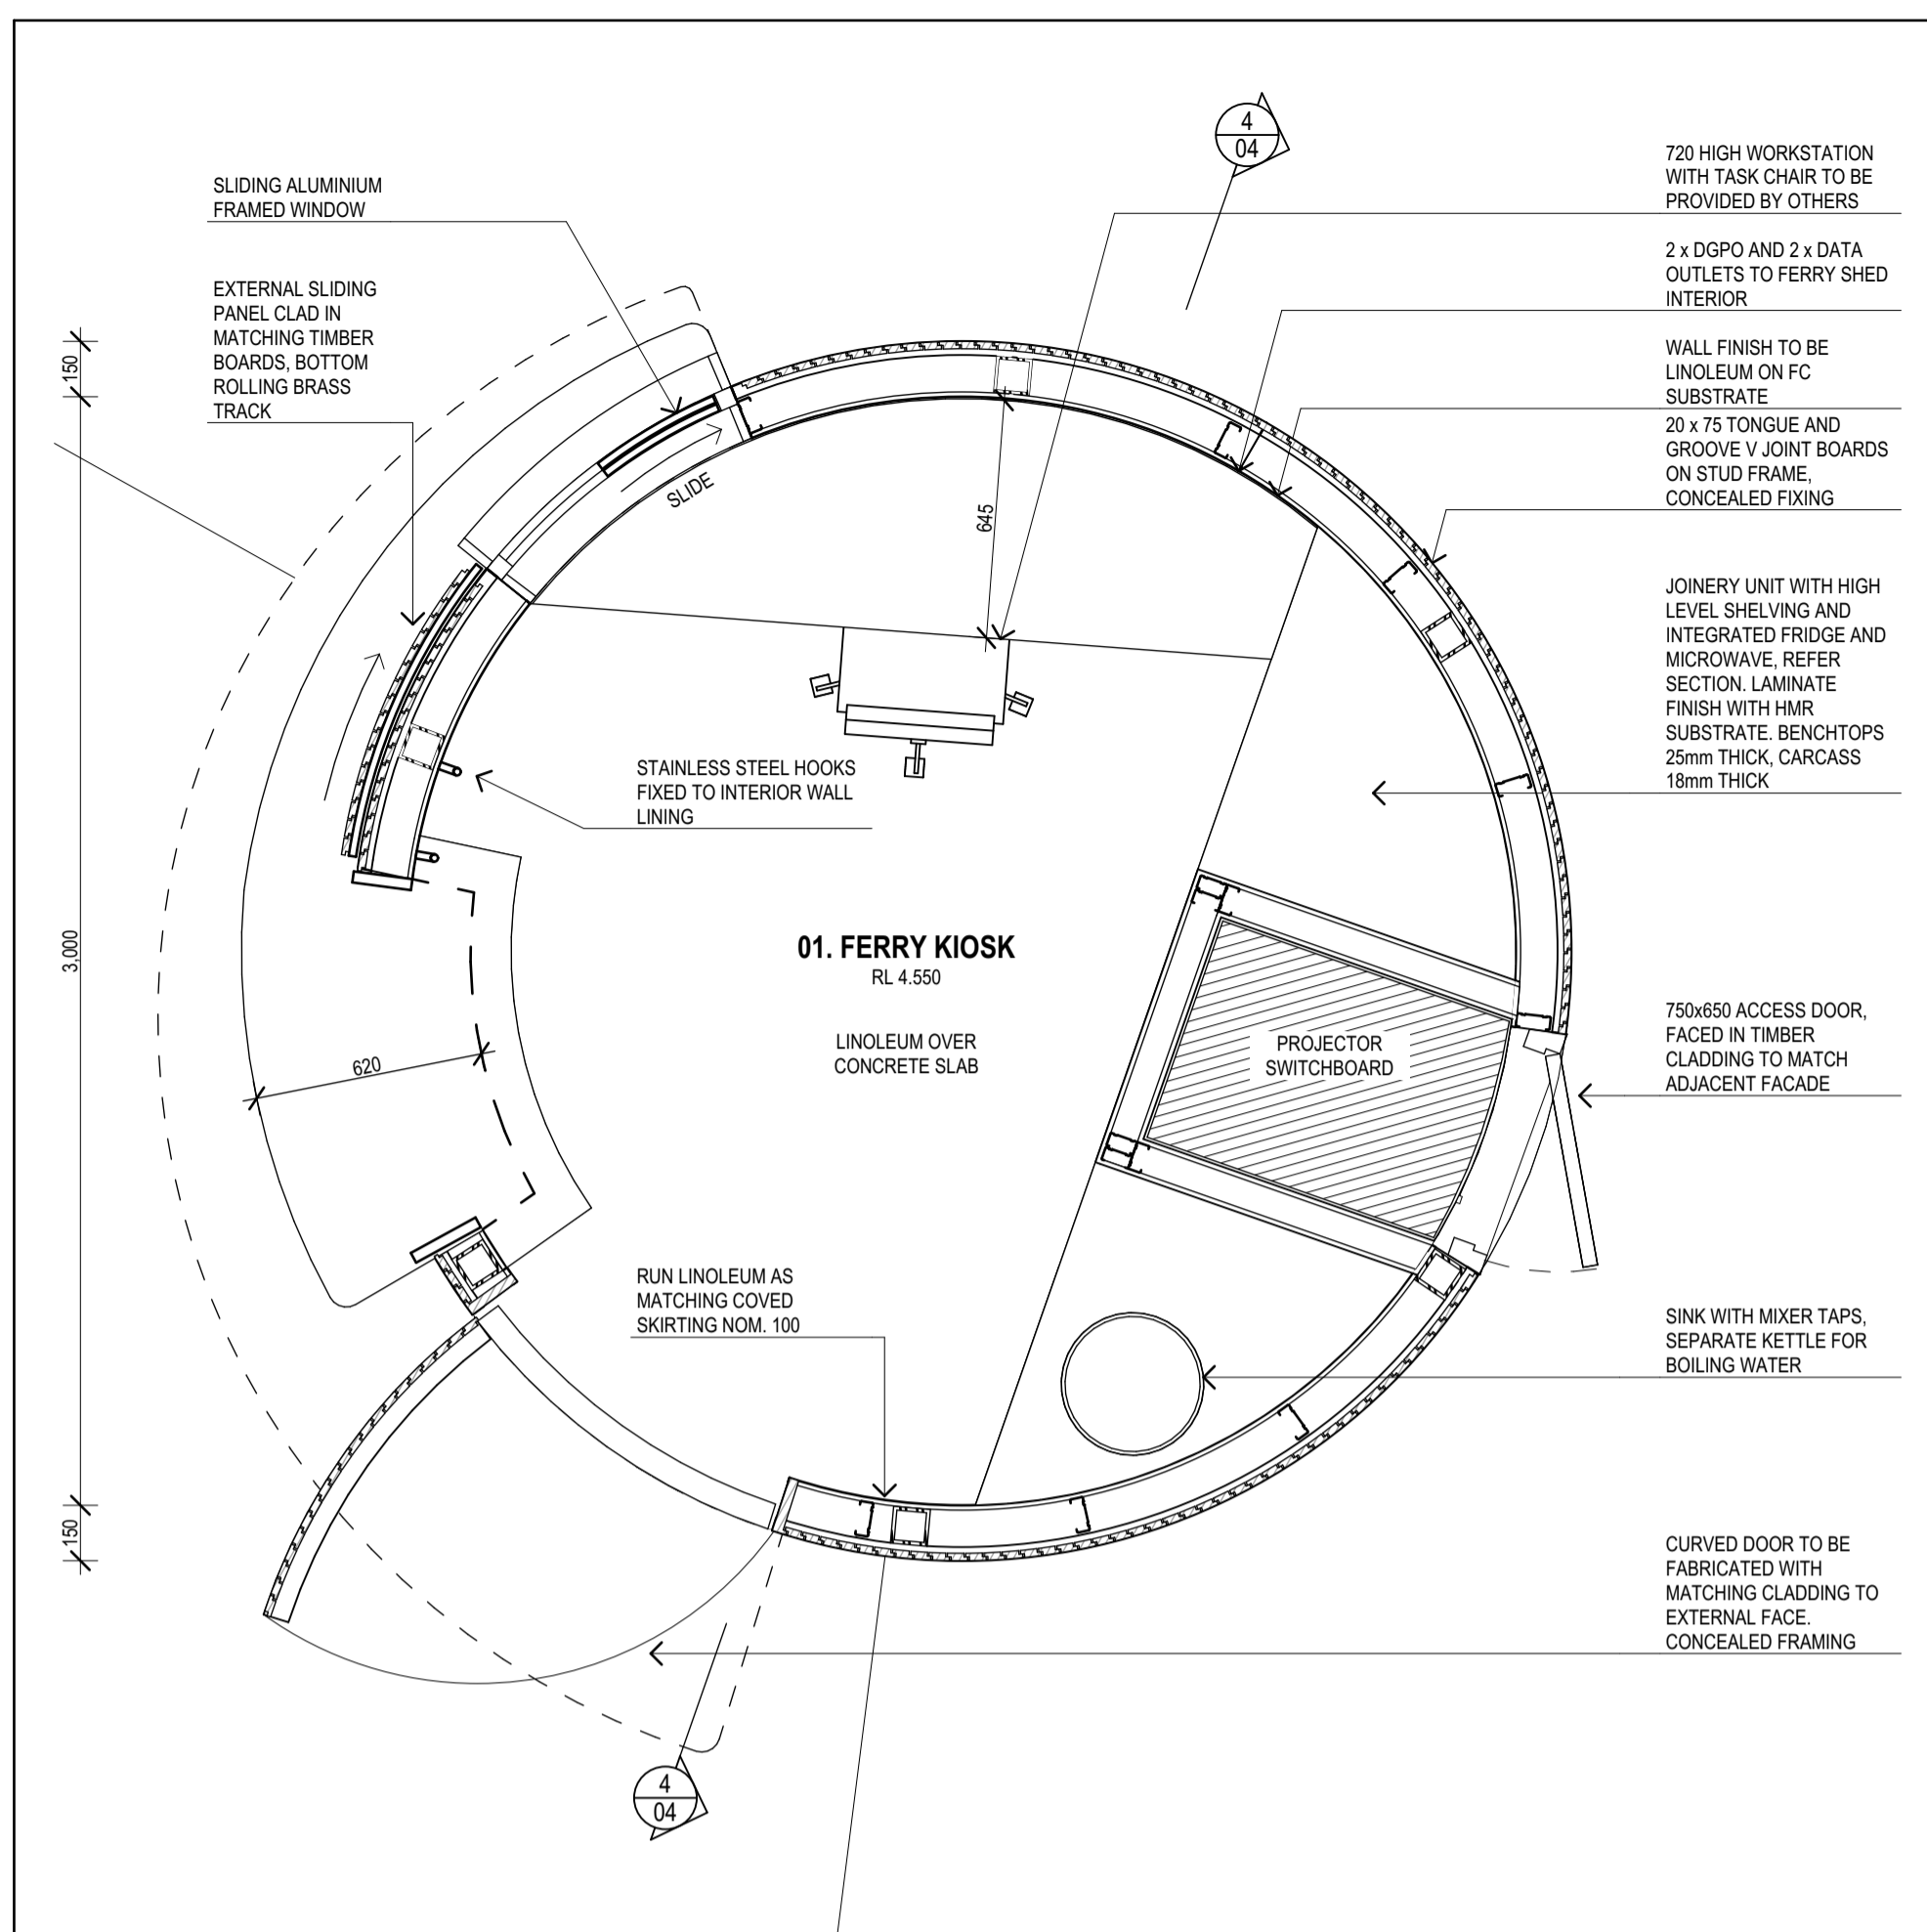 4
04
SLIDING ALUMINIUM
FRAMED WINDOW
EXTERNAL SLIDING
PANEL CLAD IN
MATCHING TIMBER
BOARDS, BOTTOM
ROLLING BRASS
TRACK
150
3,000
150
SLIDE
645
STAINLESS STEEL HOOKS
FIXED TO INTERIOR WALL
LINING
01. FERRY KIOSK
RL 4.550
LINOLEUM OVER
CONCRETE SLAB
620
PROJECTOR
SWITCHBOARD
RUN LINOLEUM AS
MATCHING COVED
SKIRTING NOM. 100
4
04
720 HIGH WORKSTATION
WITH TASK CHAIR TO BE
PROVIDED BY OTHERS
2 x DGPO AND 2 x DATA
OUTLETS TO FERRY SHED
INTERIOR
WALL FINISH TO BE
LINOLEUM ON FC
SUBSTRATE
20 x 75 TONGUE AND
GROOVE V JOINT BOARDS
ON STUD FRAME,
CONCEALED FIXING
JOINERY UNIT WITH HIGH
LEVEL SHELVING AND
INTEGRATED FRIDGE AND
MICROWAVE, REFER
SECTION. LAMINATE
FINISH WITH HMR
SUBSTRATE. BENCHTOPS
25mm THICK, CARCASS
18mm THICK
750x650 ACCESS DOOR,
FACED IN TIMBER
CLADDING TO MATCH
ADJACENT FACADE
SINK WITH MIXER TAPS,
SEPARATE KETTLE FOR
BOILING WATER
CURVED DOOR TO BE
FABRICATED WITH
MATCHING CLADDING TO
EXTERNAL FACE.
CONCEALED FRAMING